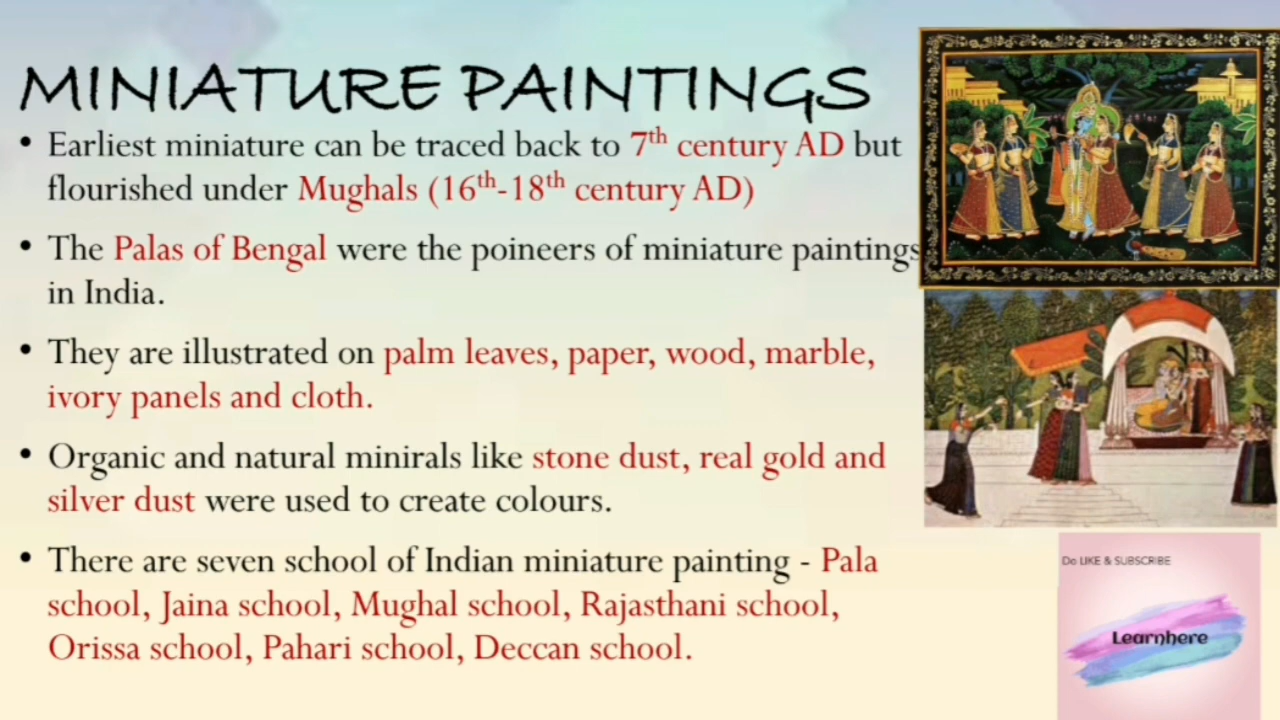 MINIATURE PAINTINGS
• Earliest miniature can be traced back to 7th century AD but
flourished under Mughals (16th-18th century AD)
• The Palas of Bengal were the poineers of miniature paintings
in India.
• They are illustrated on palm leaves, paper, wood, marble,
ivory panels and cloth.
• Organic and natural minirals like stone dust, real gold and
silver dust were used to create colours.
• There are seven school of Indian miniature painting - Pala
school, Jaina school, Mughal school, Rajasthani school,
Orissa school, Pahari school, Deccan school.
Do LIKE & SUBSCRIBE
Learnhere